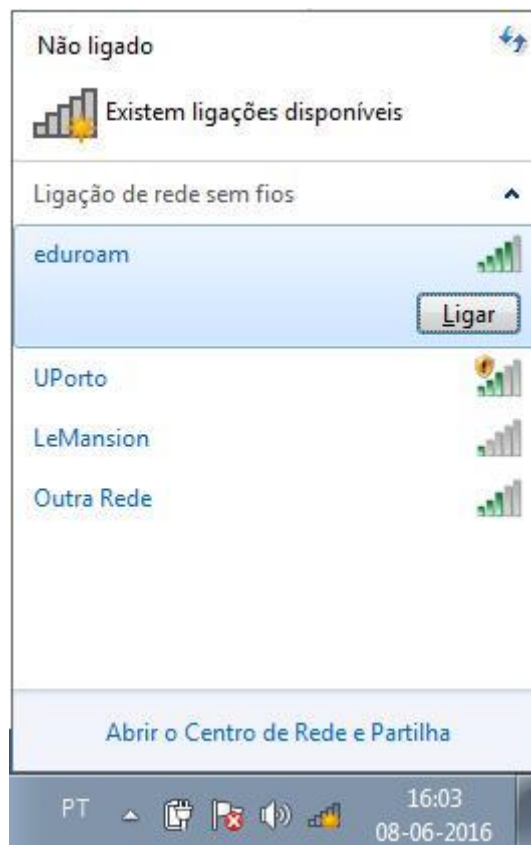 Não ligado
Existem ligações disponíveis
Ligação de rede sem fios
eduroam
Ligar
UPorto
LeMansion
Outra Rede
Abrir o Centro de Rede e Partilha
PT
16:03
08-06-2016